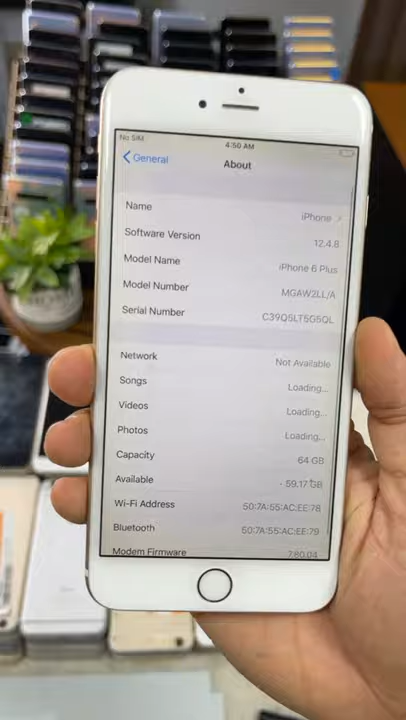 No SIM
4:50 AM
General
About
Name iPhone
Software Version 12.4.8
Model Name iPhone 6 Plus
Model Number MGAW2LL/A
Serial Number C39Q5LT5G5QL
Network Not Available
Songs Loading...
Videos Loading...
Photos Loading...
Capacity 64 GB
Available 59.17 GB
Wi-Fi Address 50:7A:55:AC:EE:78
Bluetooth 50:7A:55:AC:EE:79
Modem Firmware 7.80.04